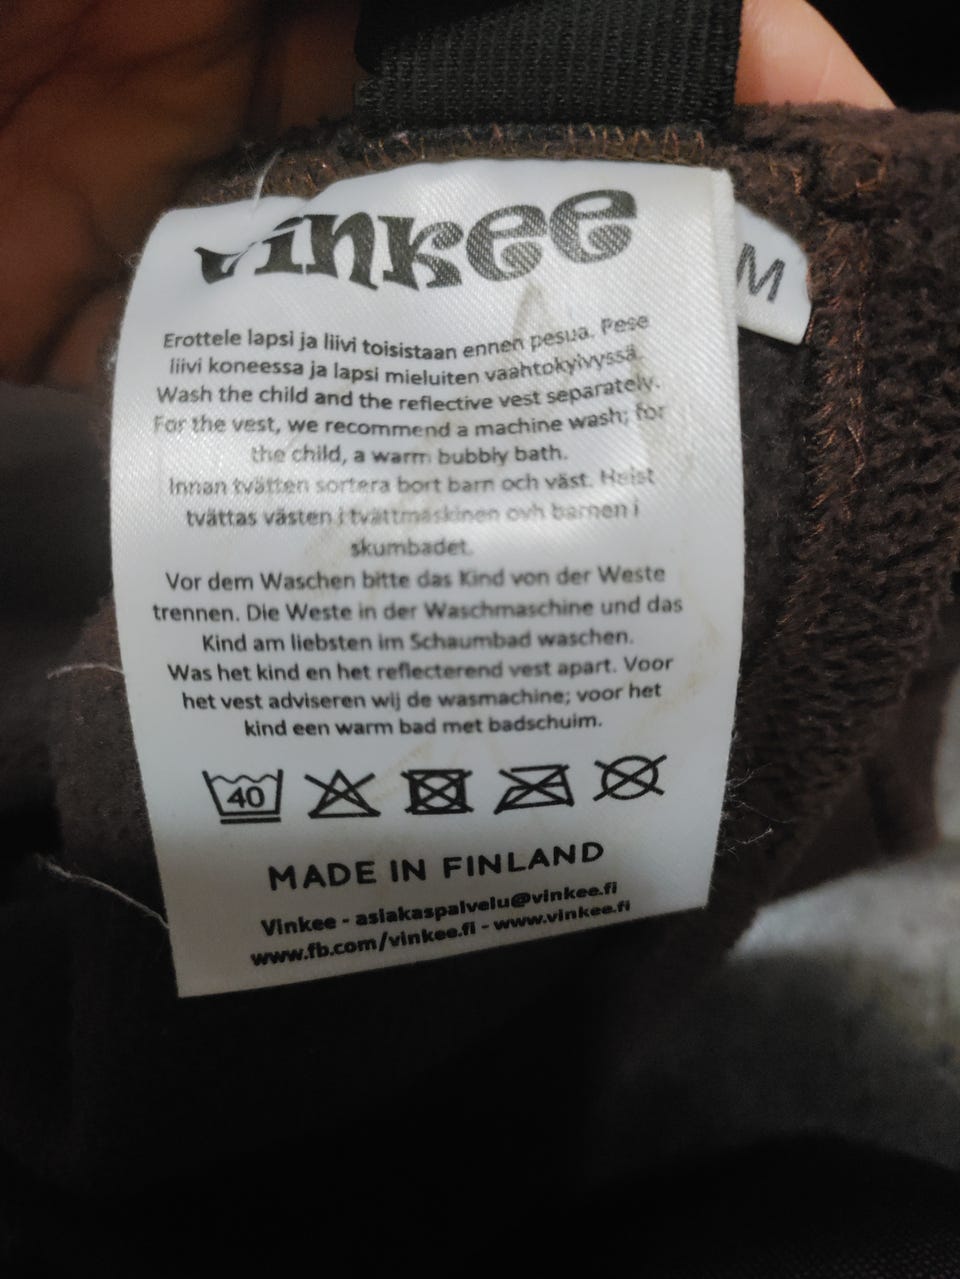 vinkee
M
Erottele lapsi ja liivi toisistaan ennen pesua. Pese
liivi koneessa ja lapsi mieluiten vaahtokylvyssä.
Wash the child and the reflective vest separately.
For the vest, we recommend a machine wash; for
the child, a warm bubbly bath.
Innan tvätten sortera bort barn och väst. Helst
tvättas västen i tvättmaskinen ovh barnen i
skumbadet.
Vor dem Waschen bitte das Kind von der Weste
trennen. Die Weste in der Waschmaschine und das
Kind am liebsten im Schaumbad waschen.
Was het kind en het reflecterend vest apart. Voor
het vest adviseren wij de wasmachine; voor het
kind een warm bad met badschuim.
40
MADE IN FINLAND
Vinkee - asiakaspalvelu@vinkee.fi
www.fb.com/vinkee.fi - www.vinkee.fi